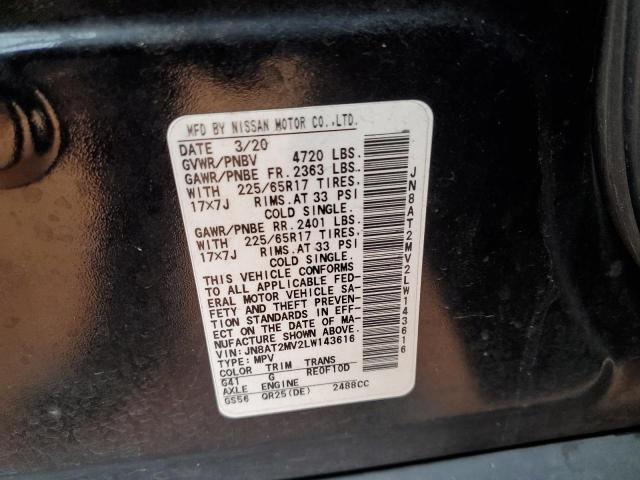 MFD BY NISSAN MOTOR CO.,LTD.
DATE 3/20
GVWR/PNBV 4720 LBS.
GAWR/PNBE FR. 2363 LBS.
WITH 225/65R17 TIRES.
17X7J RIMS.AT 33 PSI
COLD SINGLE.
GAWR/PNBE RR. 2401 LBS.
WITH 225/65R17 TIRES.
17X7J RIMS.AT 33 PSI
COLD SINGLE.
THIS VEHICLE CONFORMS
TO ALL APPLICABLE FED-
ERAL MOTOR VEHICLE SA-
FETY AND THEFT PREVEN-
TION STANDARDS IN EFF-
ECT ON THE DATE OF MA-
NUFACTURE SHOWN ABOVE.
VIN:JN8AT2MV2LW143616
TYPE:MPV
COLOR TRIM TRANS
G41 G RE0F10D
AXLE ENGINE
GS56 QR25(DE) 2488CC
JN8AT2MV2LW143616